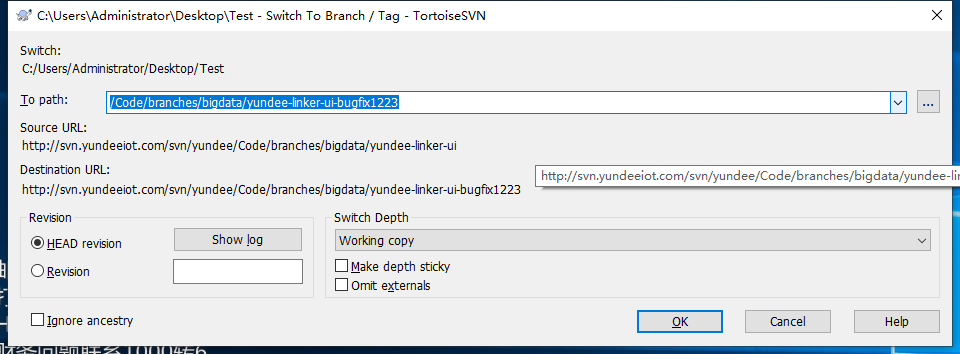 C:\Users\Administrator\Desktop\Test - Switch To Branch / Tag - TortoiseSVN
Switch:
C:/Users/Administrator/Desktop/Test
To path:
/Code/branches/bigdata/yundee-linker-ui-bugfix1223
...
Source URL:
http://svn.yundeeiot.com/svn/yundee/Code/branches/bigdata/yundee-linker-ui
Destination URL:
http://svn.yundeeiot.com/svn/yundee/Code/branches/bigdata/yundee-linker-ui-bugfix1223
http://svn.yundeeiot.com/svn/yundee/Code/branches/bigdata/yundee-lin
Revision
HEAD revision
Show log
Revision
Switch Depth
Working copy
Make depth sticky
Omit externals
Ignore ancestry
OK
Cancel
Help